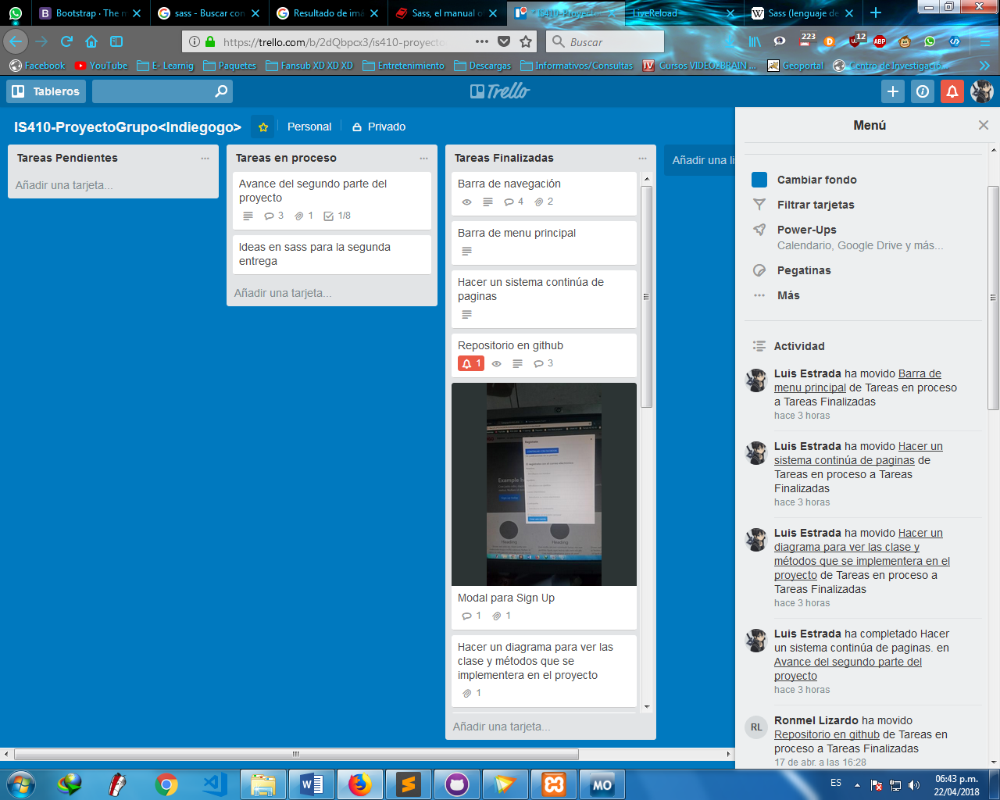 Bootstrap · The m
sass - Buscar con
Resultado de imá
Sass, el manual o
* IS410-Proyecto
LiveReload
Sass (lenguaje de
https://trello.com/b/2dQbpcx3/is410-proyecto
Buscar
223
12
ABP
Facebook
YouTube
E- Learnig
Paquetes
Fansub XD XD XD
Entretenimiento
Descargas
Informativos/Consultas
Cursos VIDEO2BRAIN ...
Geoportal
Centro de Investigació...
Tableros
Trello
IS410-ProyectoGrupo<Indiegogo>
Personal
Privado
Tareas Pendientes
Añadir una tarjeta...
Tareas en proceso
Avance del segundo parte del
proyecto
3
1
1/8
Ideas en sass para la segunda
entrega
Añadir una tarjeta...
Tareas Finalizadas
Barra de navegación
4
2
Barra de menu principal
Hacer un sistema continúa de
paginas
Repositorio en github
1
3
Modal para Sign Up
1
1
Hacer un diagrama para ver las
clase y métodos que se
implementera en el proyecto
1
Añadir una tarjeta...
Añadir una li
Menú
Cambiar fondo
Filtrar tarjetas
Power-Ups
Calendario, Google Drive y más...
Pegatinas
Más
Actividad
Luis Estrada ha movido Barra de
menu principal de Tareas en proceso
a Tareas Finalizadas
hace 3 horas
Luis Estrada ha movido Hacer un
sistema continúa de paginas de
Tareas en proceso a Tareas
Finalizadas
hace 3 horas
Luis Estrada ha movido Hacer un
diagrama para ver las clase y
métodos que se implementera en el
proyecto de Tareas en proceso a
Tareas Finalizadas
hace 3 horas
Luis Estrada ha completado Hacer
un sistema continúa de paginas. en
Avance del segundo parte del
proyecto
hace 3 horas
RL
Ronmel Lizardo ha movido
Repositorio en github de Tareas en
proceso a Tareas Finalizadas
17 de abr. a las 16:28
MO
ES
06:43 p.m.
22/04/2018